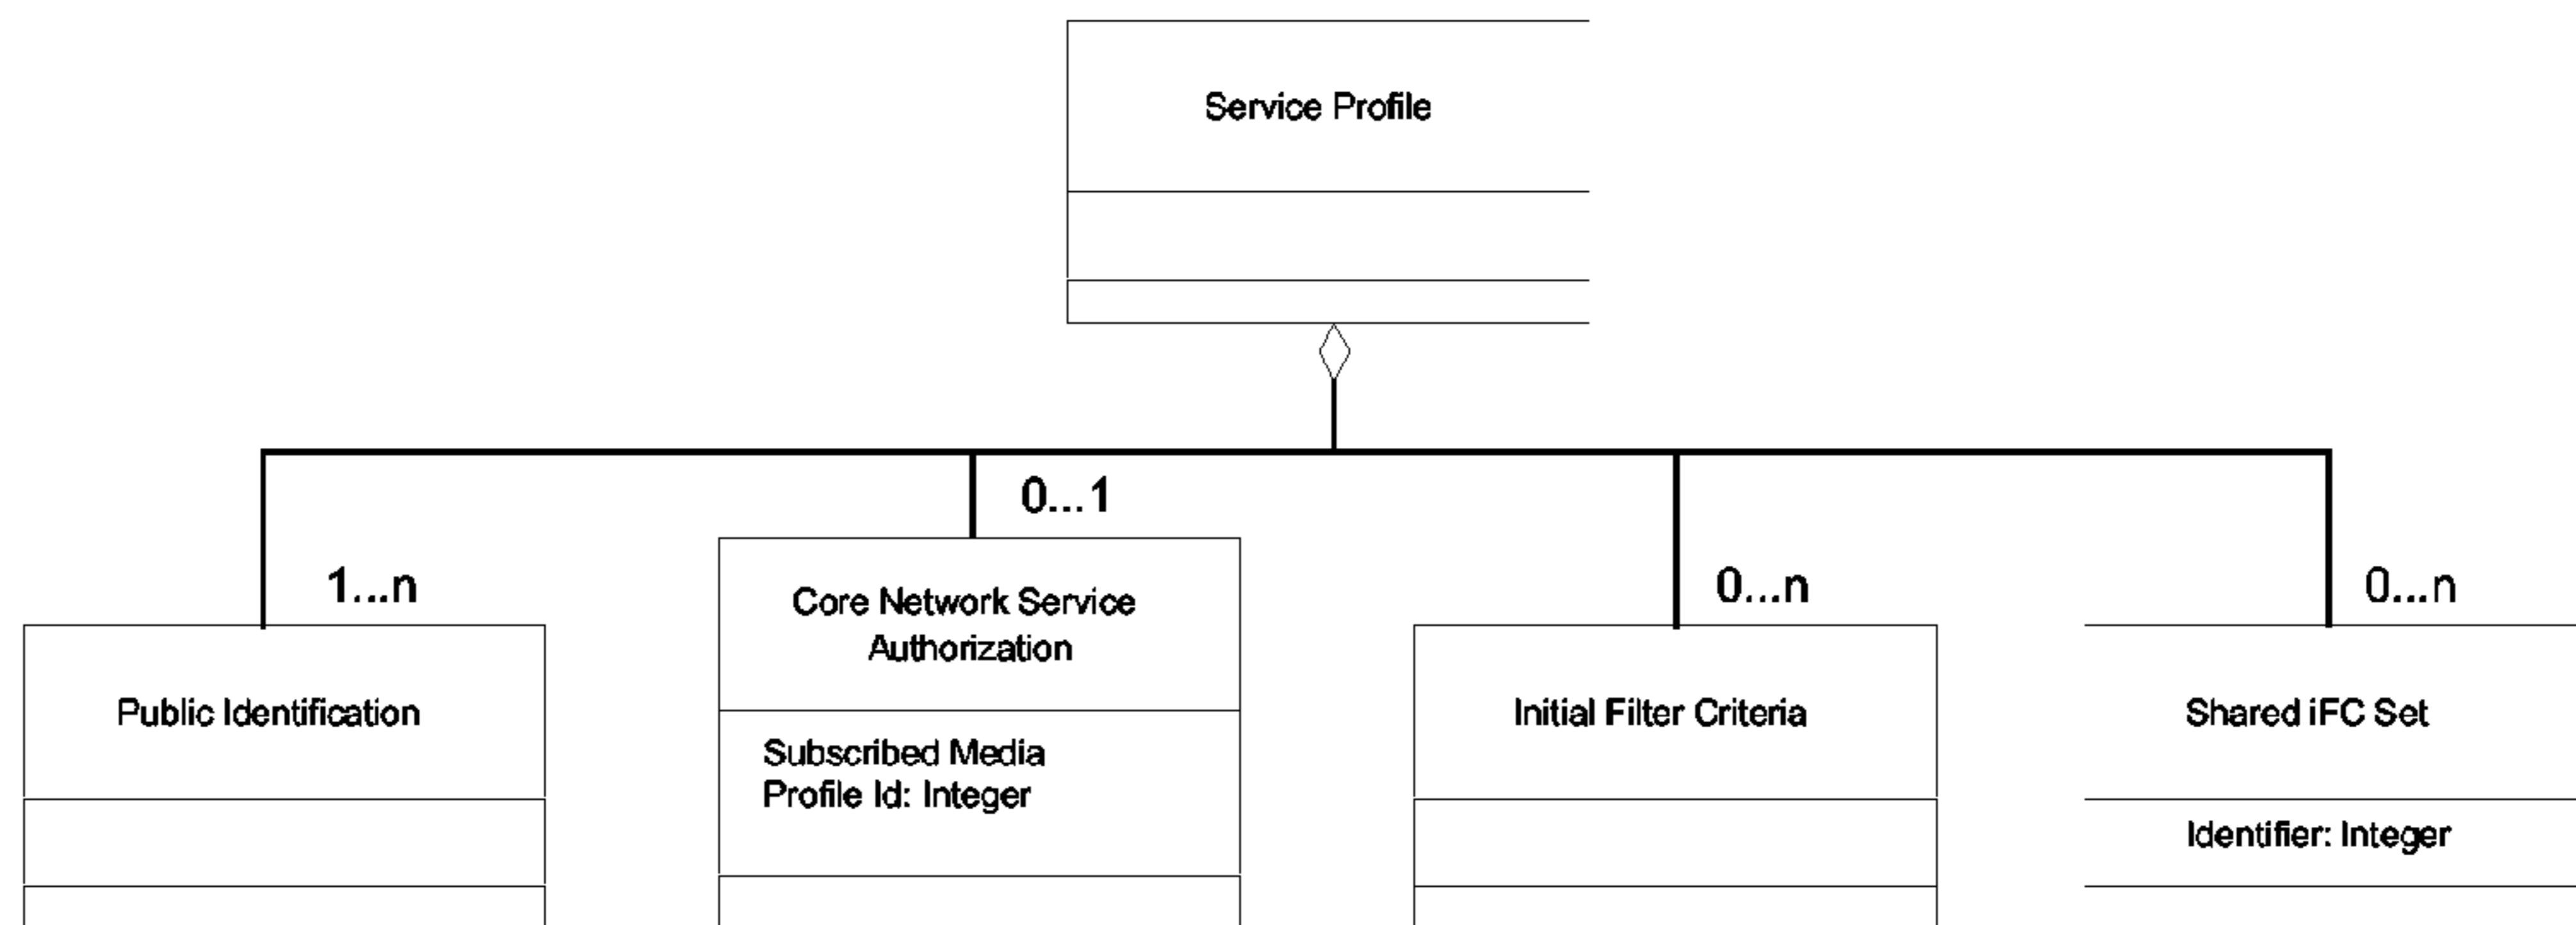 Service Profile
0...1
1...n
0...n
0...n
Core Network Service
Authorization
Public Identification
Initial Filter Criteria
Shared iFC Set
Subscribed Media
Profile Id: Integer
Identifier: Integer